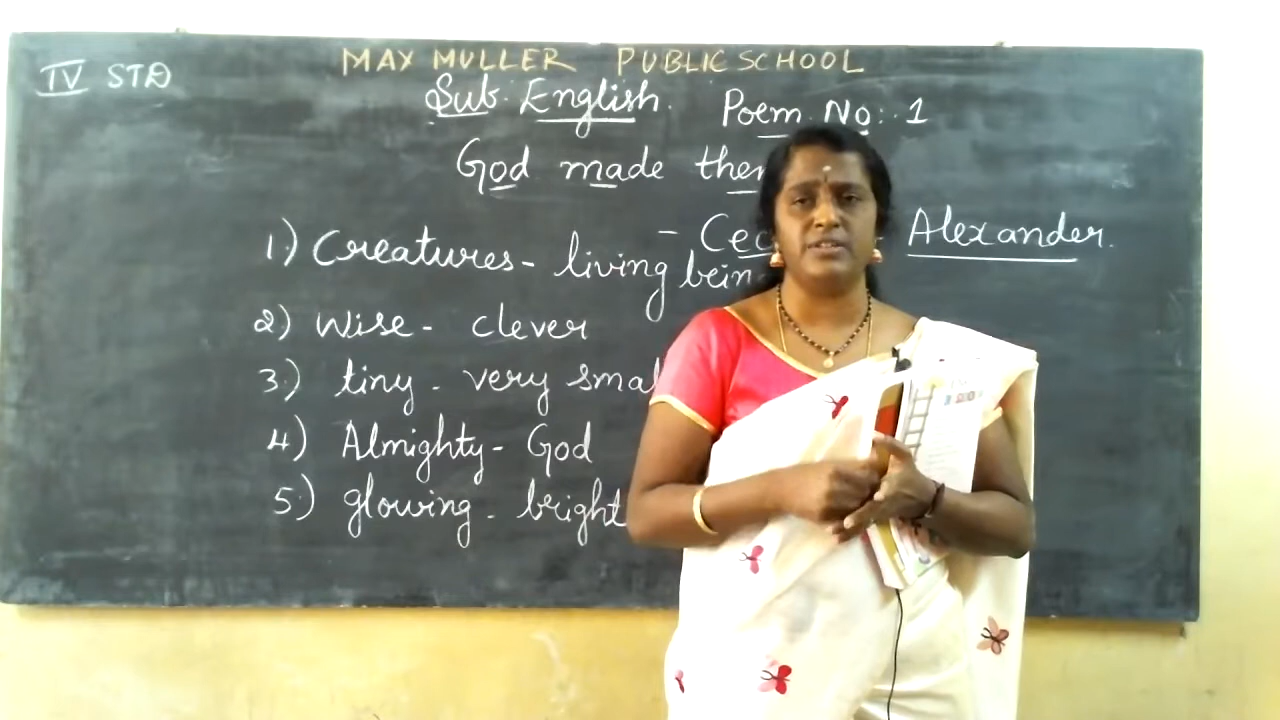 MAX MULLER PUBLIC SCHOOL
IV STD
Sub. English. Poem No: 1
God made
- Alexander.
1) Creatures - living
2) Wise - clever
3) tiny - very
4) Almighty - God
5) glowing - bright